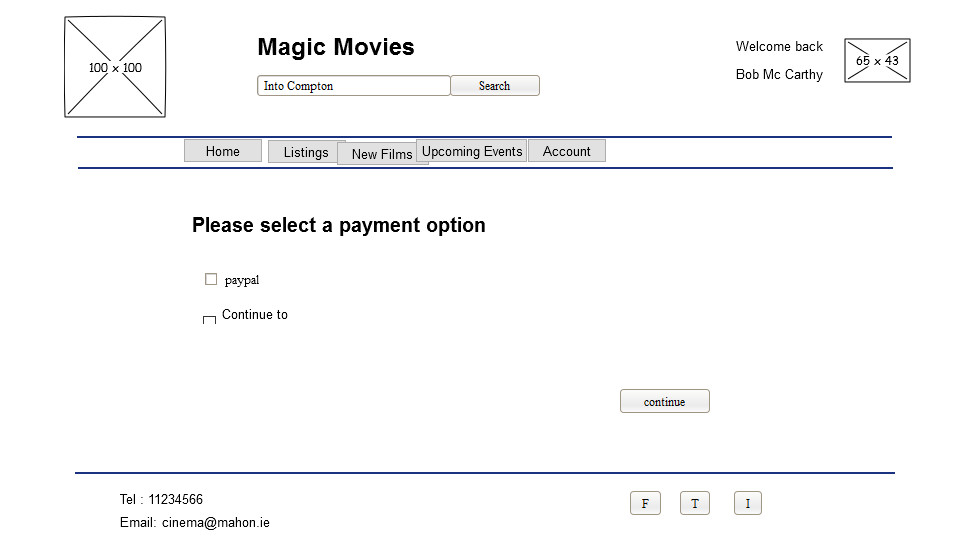 100 x 100
Magic Movies
Into Compton
Search
Welcome back
Bob Mc Carthy
65 x 43
Home
Listings
New Films
Upcoming Events
Account
Please select a payment option
paypal
Continue to
continue
Tel : 11234566
Email: cinema@mahon.ie
F
T
I